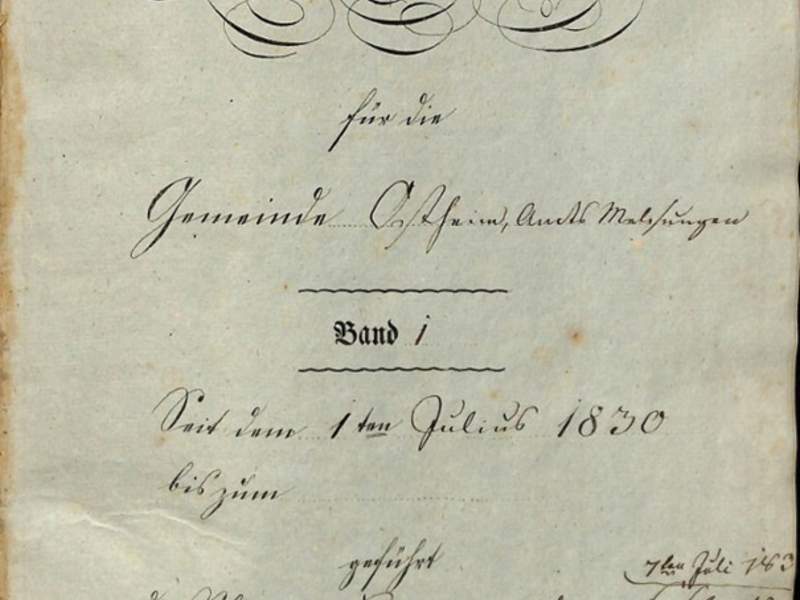 für die
Gemeinde Ostheim, Amts Melsungen
Band 1
Seit dem 1ten Julius 1830
bis zum
geführt
7ten Juli 183